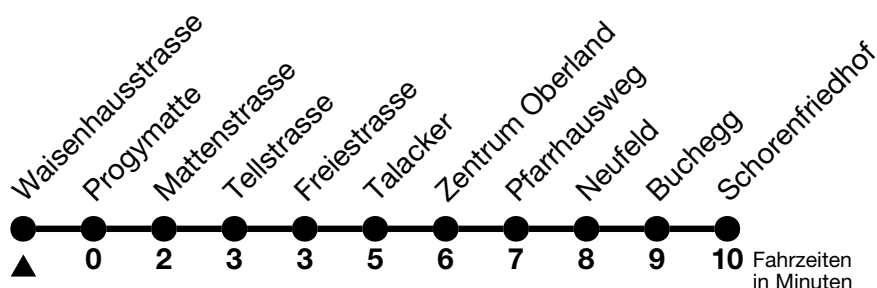 Waisenhausstrasse
Progymatte
Mattenstrasse
Tellstrasse
Freiestrasse
Talacker
Zentrum Oberland
Pfarrhausweg
Neufeld
Buchegg
Schorenfriedhof
0 2 3 3 5 6 7 8 9 10 Fahrzeiten
in Minuten